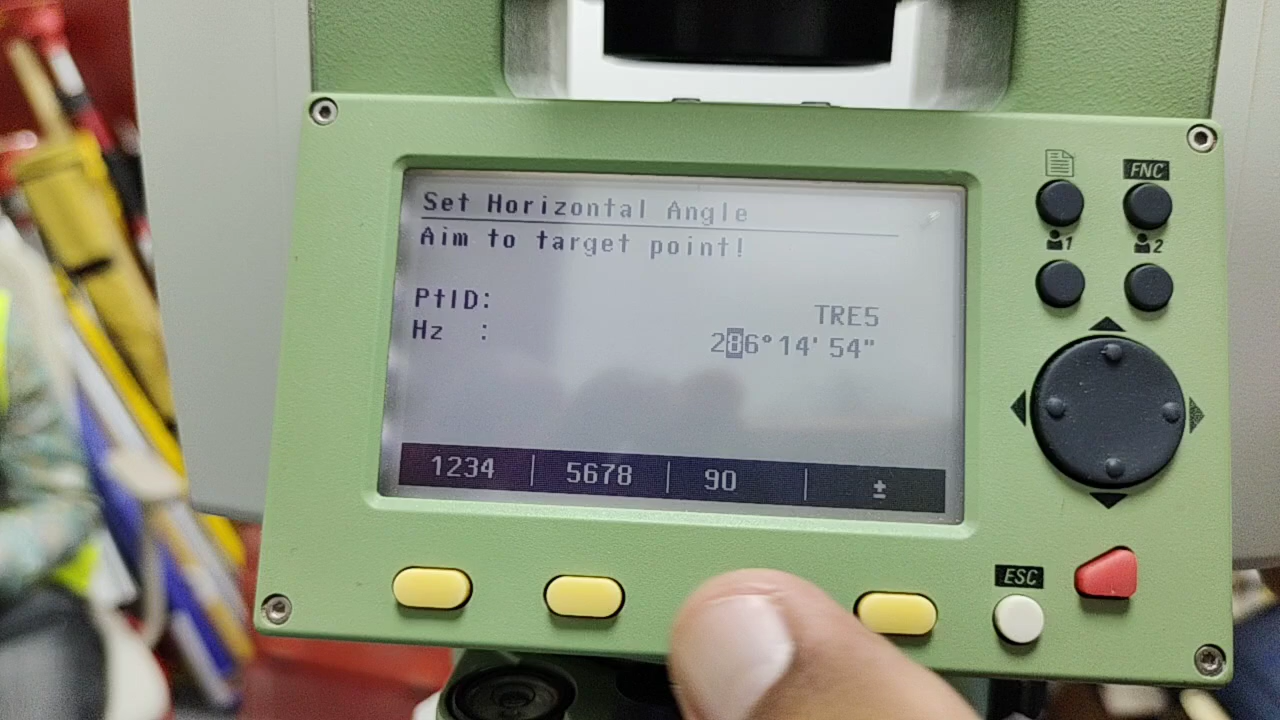 Set Horizontal Angle
Aim to target point!
PtID: TRE5
Hz : 286°14'54"
1234 | 5678 | 90 | ±
FNC
1 2
ESC